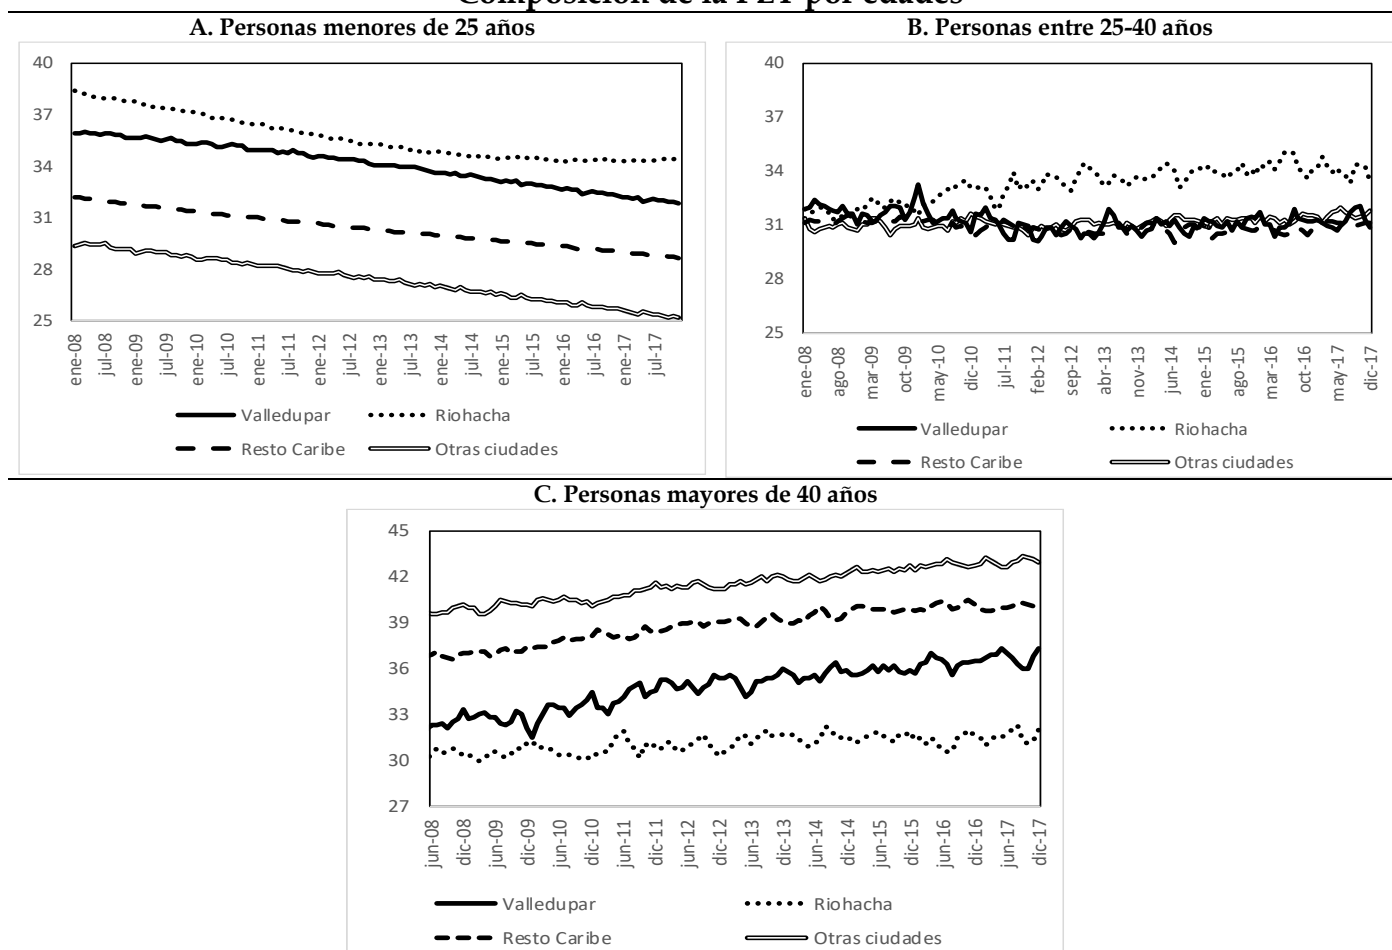 Composición de la PET por edades
A. Personas menores de 25 años
40
37
34
31
28
25
ene-08
jul-08
ene-09
jul-09
ene-10
jul-10
ene-11
jul-11
ene-12
jul-12
ene-13
jul-13
ene-14
jul-14
ene-15
jul-15
ene-16
jul-16
ene-17
jul-17
Valledupar
Riohacha
Resto Caribe
Otras ciudades
B. Personas entre 25-40 años
40
37
34
31
28
25
ene-08
ago-08
mar-09
oct-09
may-10
dic-10
jul-11
feb-12
sep-12
abr-13
nov-13
jun-14
ene-15
ago-15
mar-16
oct-16
may-17
dic-17
Valledupar
Riohacha
Resto Caribe
Otras ciudades
C. Personas mayores de 40 años
45
42
39
36
33
30
27
jun-08
dic-08
jun-09
dic-09
jun-10
dic-10
jun-11
dic-11
jun-12
dic-12
jun-13
dic-13
jun-14
dic-14
jun-15
dic-15
jun-16
dic-16
jun-17
dic-17
Valledupar
Riohacha
Resto Caribe
Otras ciudades